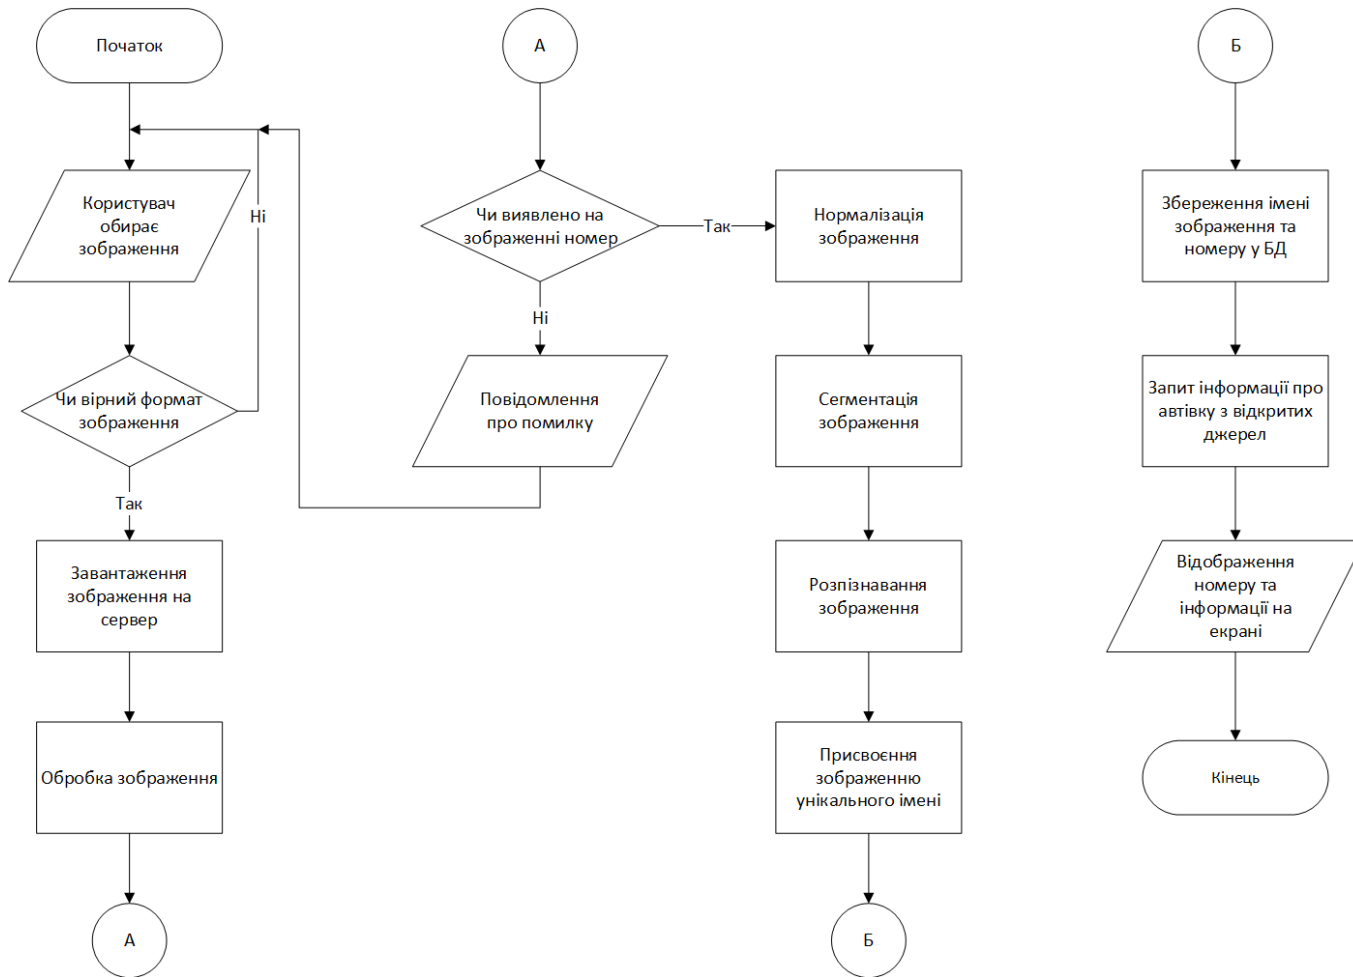 Початок
Користувач
обирає
зображення
Ні
Чи вірний формат
зображення
Так
Завантаження
зображення на
сервер
Обробка зображення
А
А
Чи виявлено на
зображенні номер
Так
Ні
Повідомлення
про помилку
Нормалізація
зображення
Сегментація
зображення
Розпізнавання
зображення
Присвоєння
зображенню
унікального імені
Б
Б
Збереження імені
зображення та
номеру у БД
Запит інформації про
автівку з відкритих
джерел
Відображення
номеру та
інформації на
екрані
Кінець